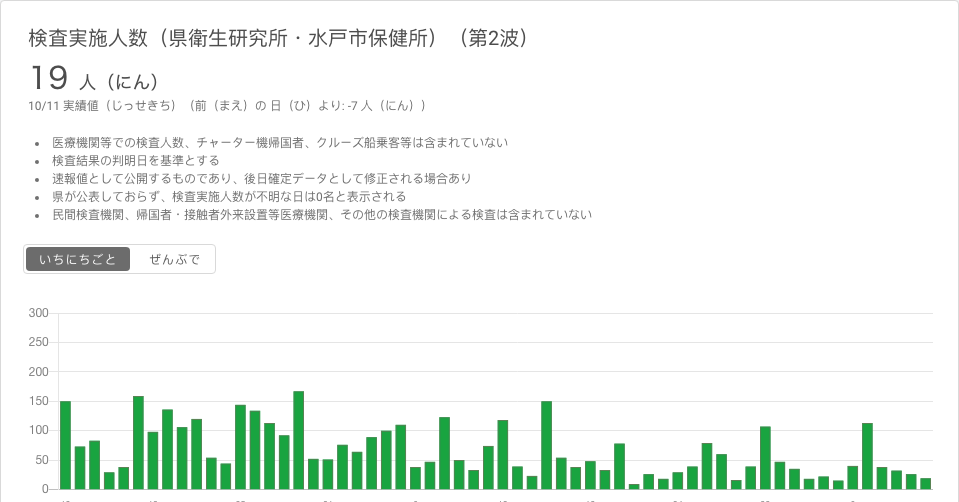 検査実施人数（県衛生研究所・水戸市保健所）（第2波）
19 人（にん）
10/11 実績値（じっせきち）（前（まえ）の 日（ひ）より: -7 人（にん））
• 医療機関等での検査人数、チャーター機帰国者、クルーズ船乗客等は含まれていない
• 検査結果の判明日を基準とする
• 速報値として公開するものであり、後日確定データとして修正される場合あり
• 県が公表しておらず、検査実施人数が不明な日は0名と表示される
• 民間検査機関、帰国者・接触者外来設置等医療機関、その他の検査機関による検査は含まれていない
いちにちごと ぜんぶで
300
250
200
150
100
50
0